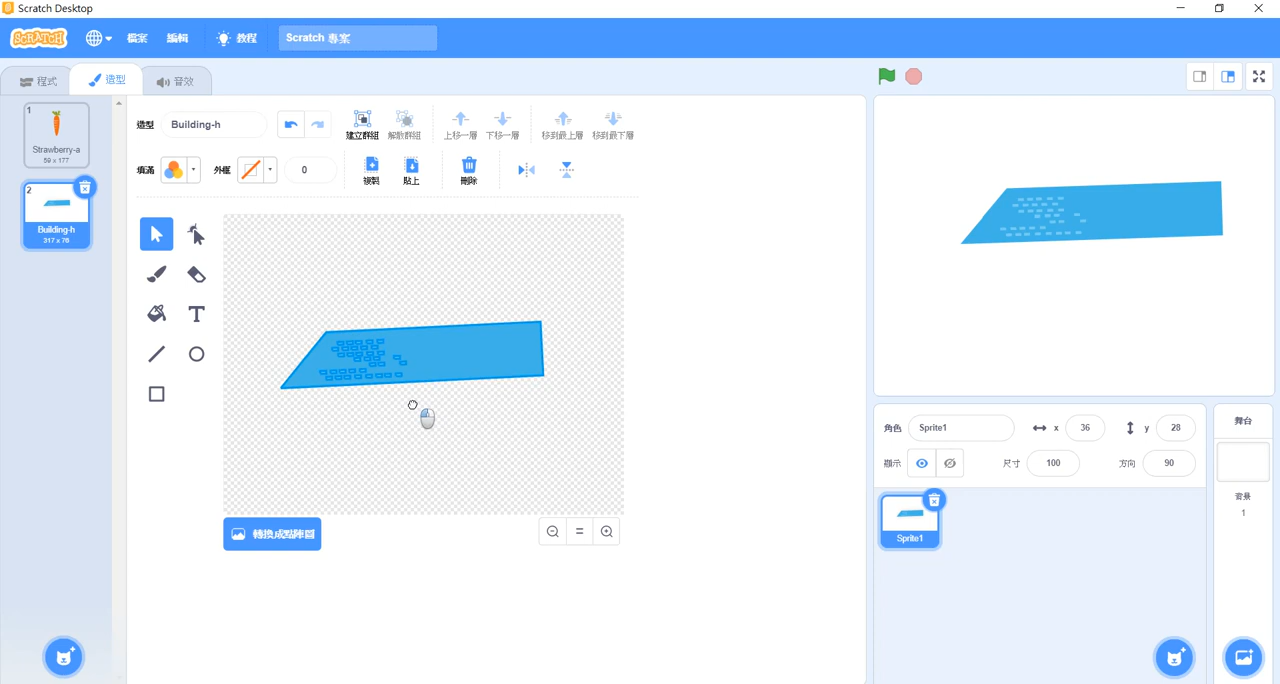 Scratch Desktop
SCRATCH 檔案 編輯 教程 Scratch 專案
程式 造型 音效
1
Strawberry-a
59 x 177
2
Building-h
317 x 76
造型 Building-h 建立群組 解散群組 上移一層 下移一層 移到最上層 移到最下層
填滿 外框 0 複製 貼上 刪除
轉換成點陣圖
角色 Sprite1 x 36 y 28
顯示 尺寸 100 方向 90
Sprite1
舞台
背景
1